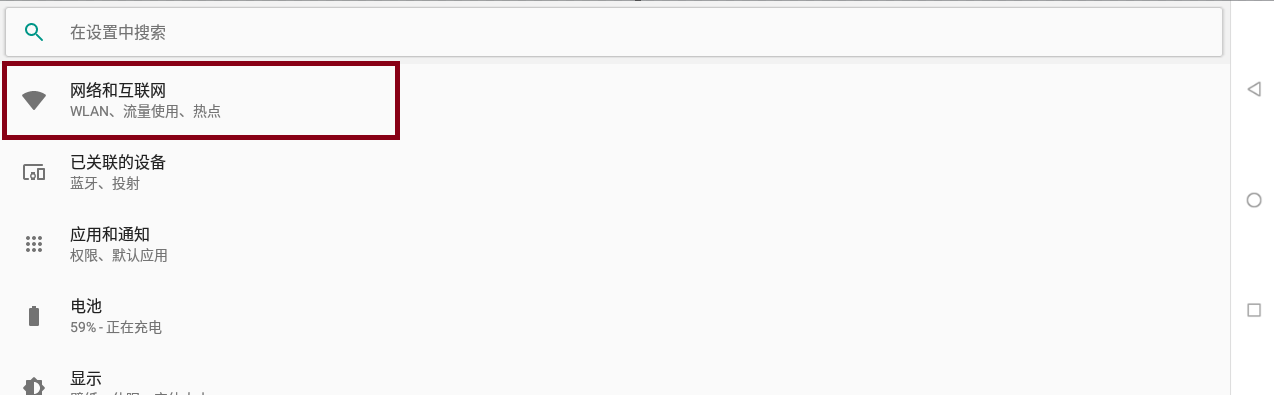 在设置中搜索
网络和互联网
WLAN、流量使用、热点
已关联的设备
蓝牙、投射
应用和通知
权限、默认应用
电池
59% - 正在充电
显示